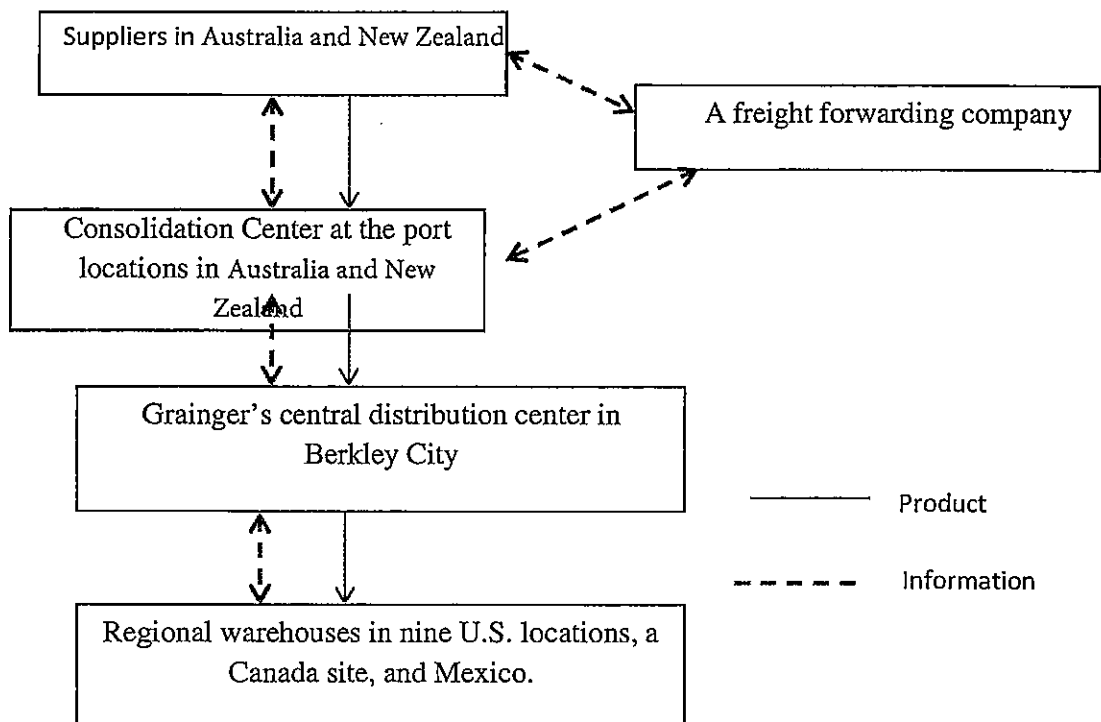 Suppliers in Australia and New Zealand
A freight forwarding company
Consolidation Center at the port
locations in Australia and New
Zealand
Grainger's central distribution center in
Berkley City
Product
Information
Regional warehouses in nine U.S. locations, a
Canada site, and Mexico.